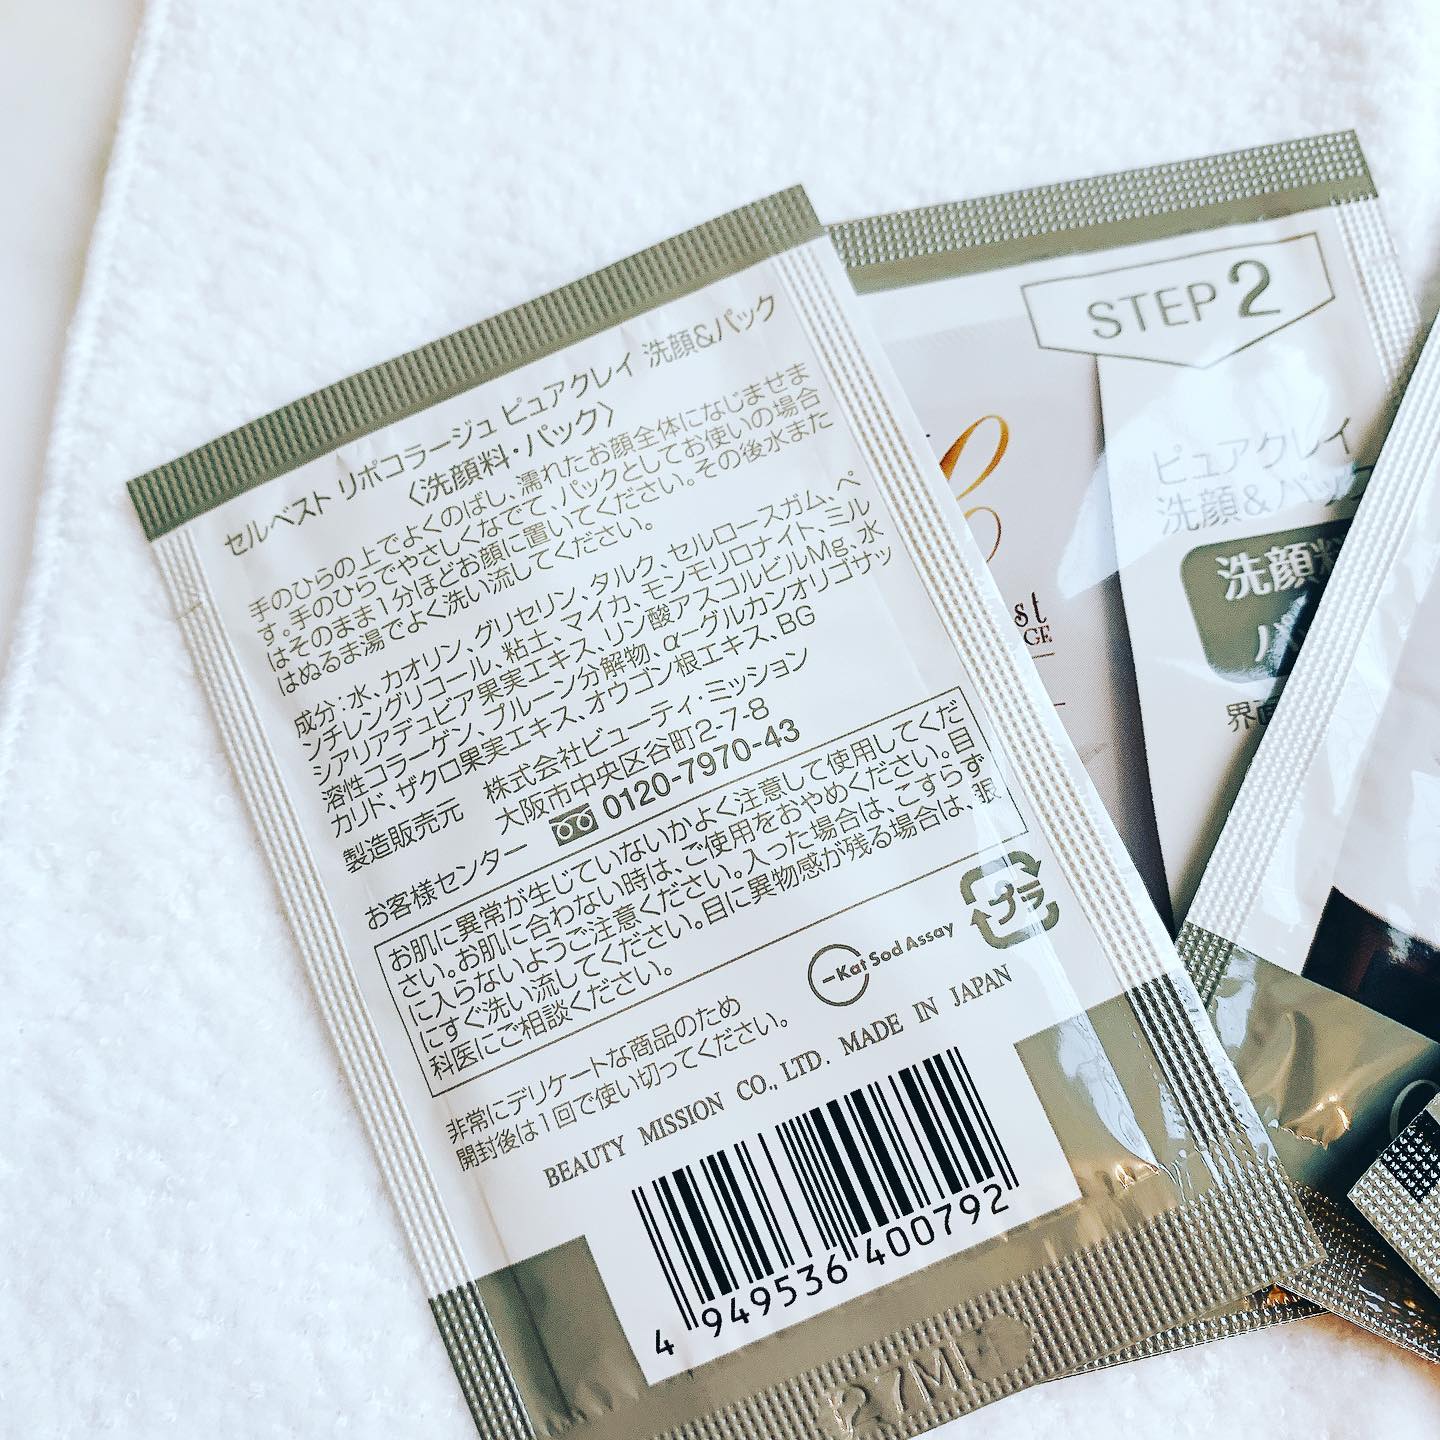 セルベスト リポコラージュ ピュアクレイ 洗顔&パック
〈洗顔料・パック〉
手のひらの上でよくのばし、濡れたお顔全体になじませま
す。手のひらでやさしくなでて、パックとしてお使いの場合
はそのまま1分ほどお顔に置いてください。その後水また
はぬるま湯でよく洗い流してください。
成分：水、カオリン、グリセリン、タルク、セルロースガム、ペ
ンチレングリコール、粘土、マイカ、モンモリロナイト、ミル
シアリアデュビア果実エキス、リン酸アスコルビルMg、水
溶性コラーゲン、プルーン分解物、α-グルカンオリゴサッ
カリド、ザクロ果実エキス、オウゴン根エキス、BG
製造販売元 株式会社ビューティ・ミッション
大阪市中央区谷町2-7-8
お客様センター 0120-7970-43
お肌に異常が生じていないかよく注意して使用してくだ
さい。お肌に合わない時は、ご使用をおやめください。目
に入らないようご注意ください。入った場合は、こすらず
にすぐ洗い流してください。目に異物感が残る場合は、眼
科医にご相談ください。
非常にデリケートな商品のため
開封後は1回で使い切ってください。
Kat Sod Assay
プラ
BEAUTY MISSION CO., LTD. MADE IN JAPAN
4 949536 400792
STEP 2
ピュアクレイ
洗顔&パック
洗顔料
パ
界面
st
GE